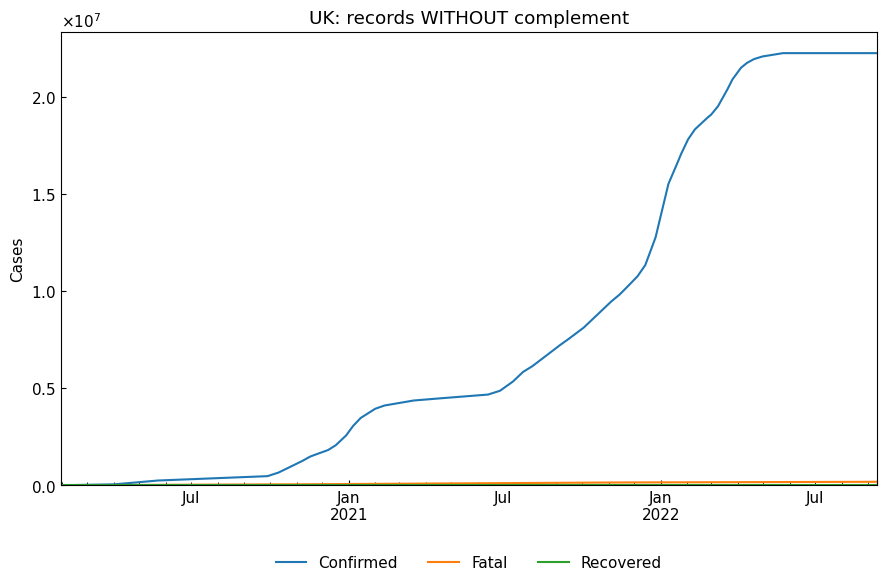 UK: records WITHOUT complement
×10⁷
Cases
2.0
1.5
1.0
0.5
0.0
Jul
Jan
2021
Jul
Jan
2022
Jul
Confirmed Fatal Recovered